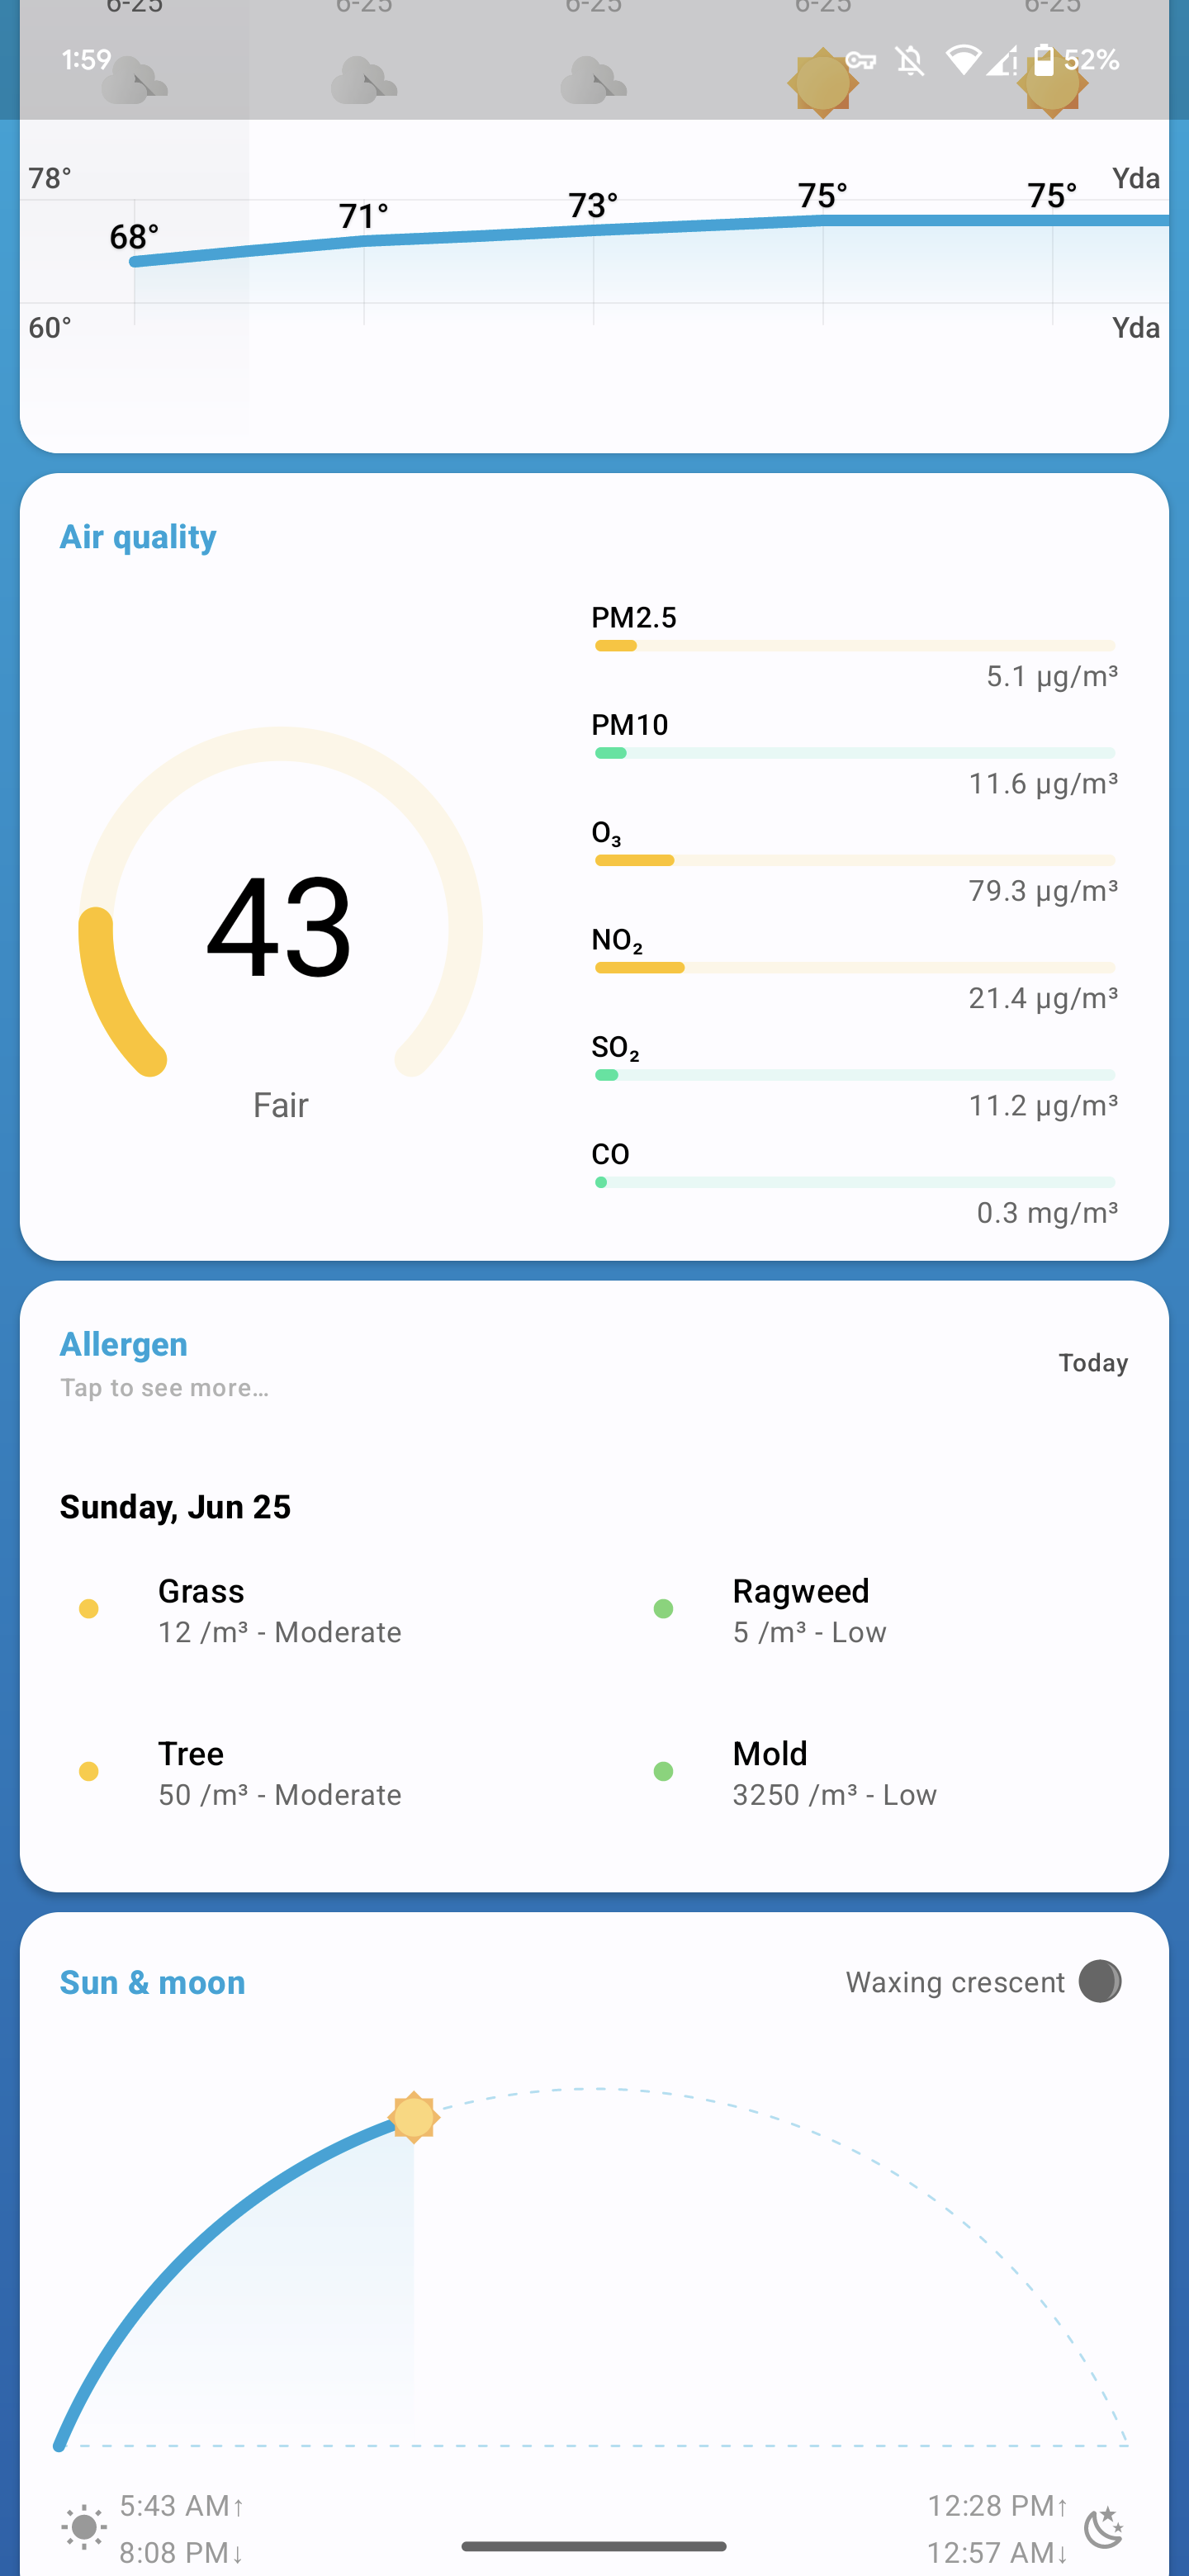 6-25 6-25 6-25 6-25 6-25
1:59 52%
78° Yda
68° 71° 73° 75° 75°
60° Yda
Air quality
43
Fair
PM2.5
5.1 µg/m³
PM10
11.6 µg/m³
O₃
79.3 µg/m³
NO₂
21.4 µg/m³
SO₂
11.2 µg/m³
CO
0.3 mg/m³
Allergen
Tap to see more…
Today
Sunday, Jun 25
Grass
12 /m³ - Moderate
Ragweed
5 /m³ - Low
Tree
50 /m³ - Moderate
Mold
3250 /m³ - Low
Sun & moon
Waxing crescent
5:43 AM↑
8:08 PM↓
12:28 PM↑
12:57 AM↓